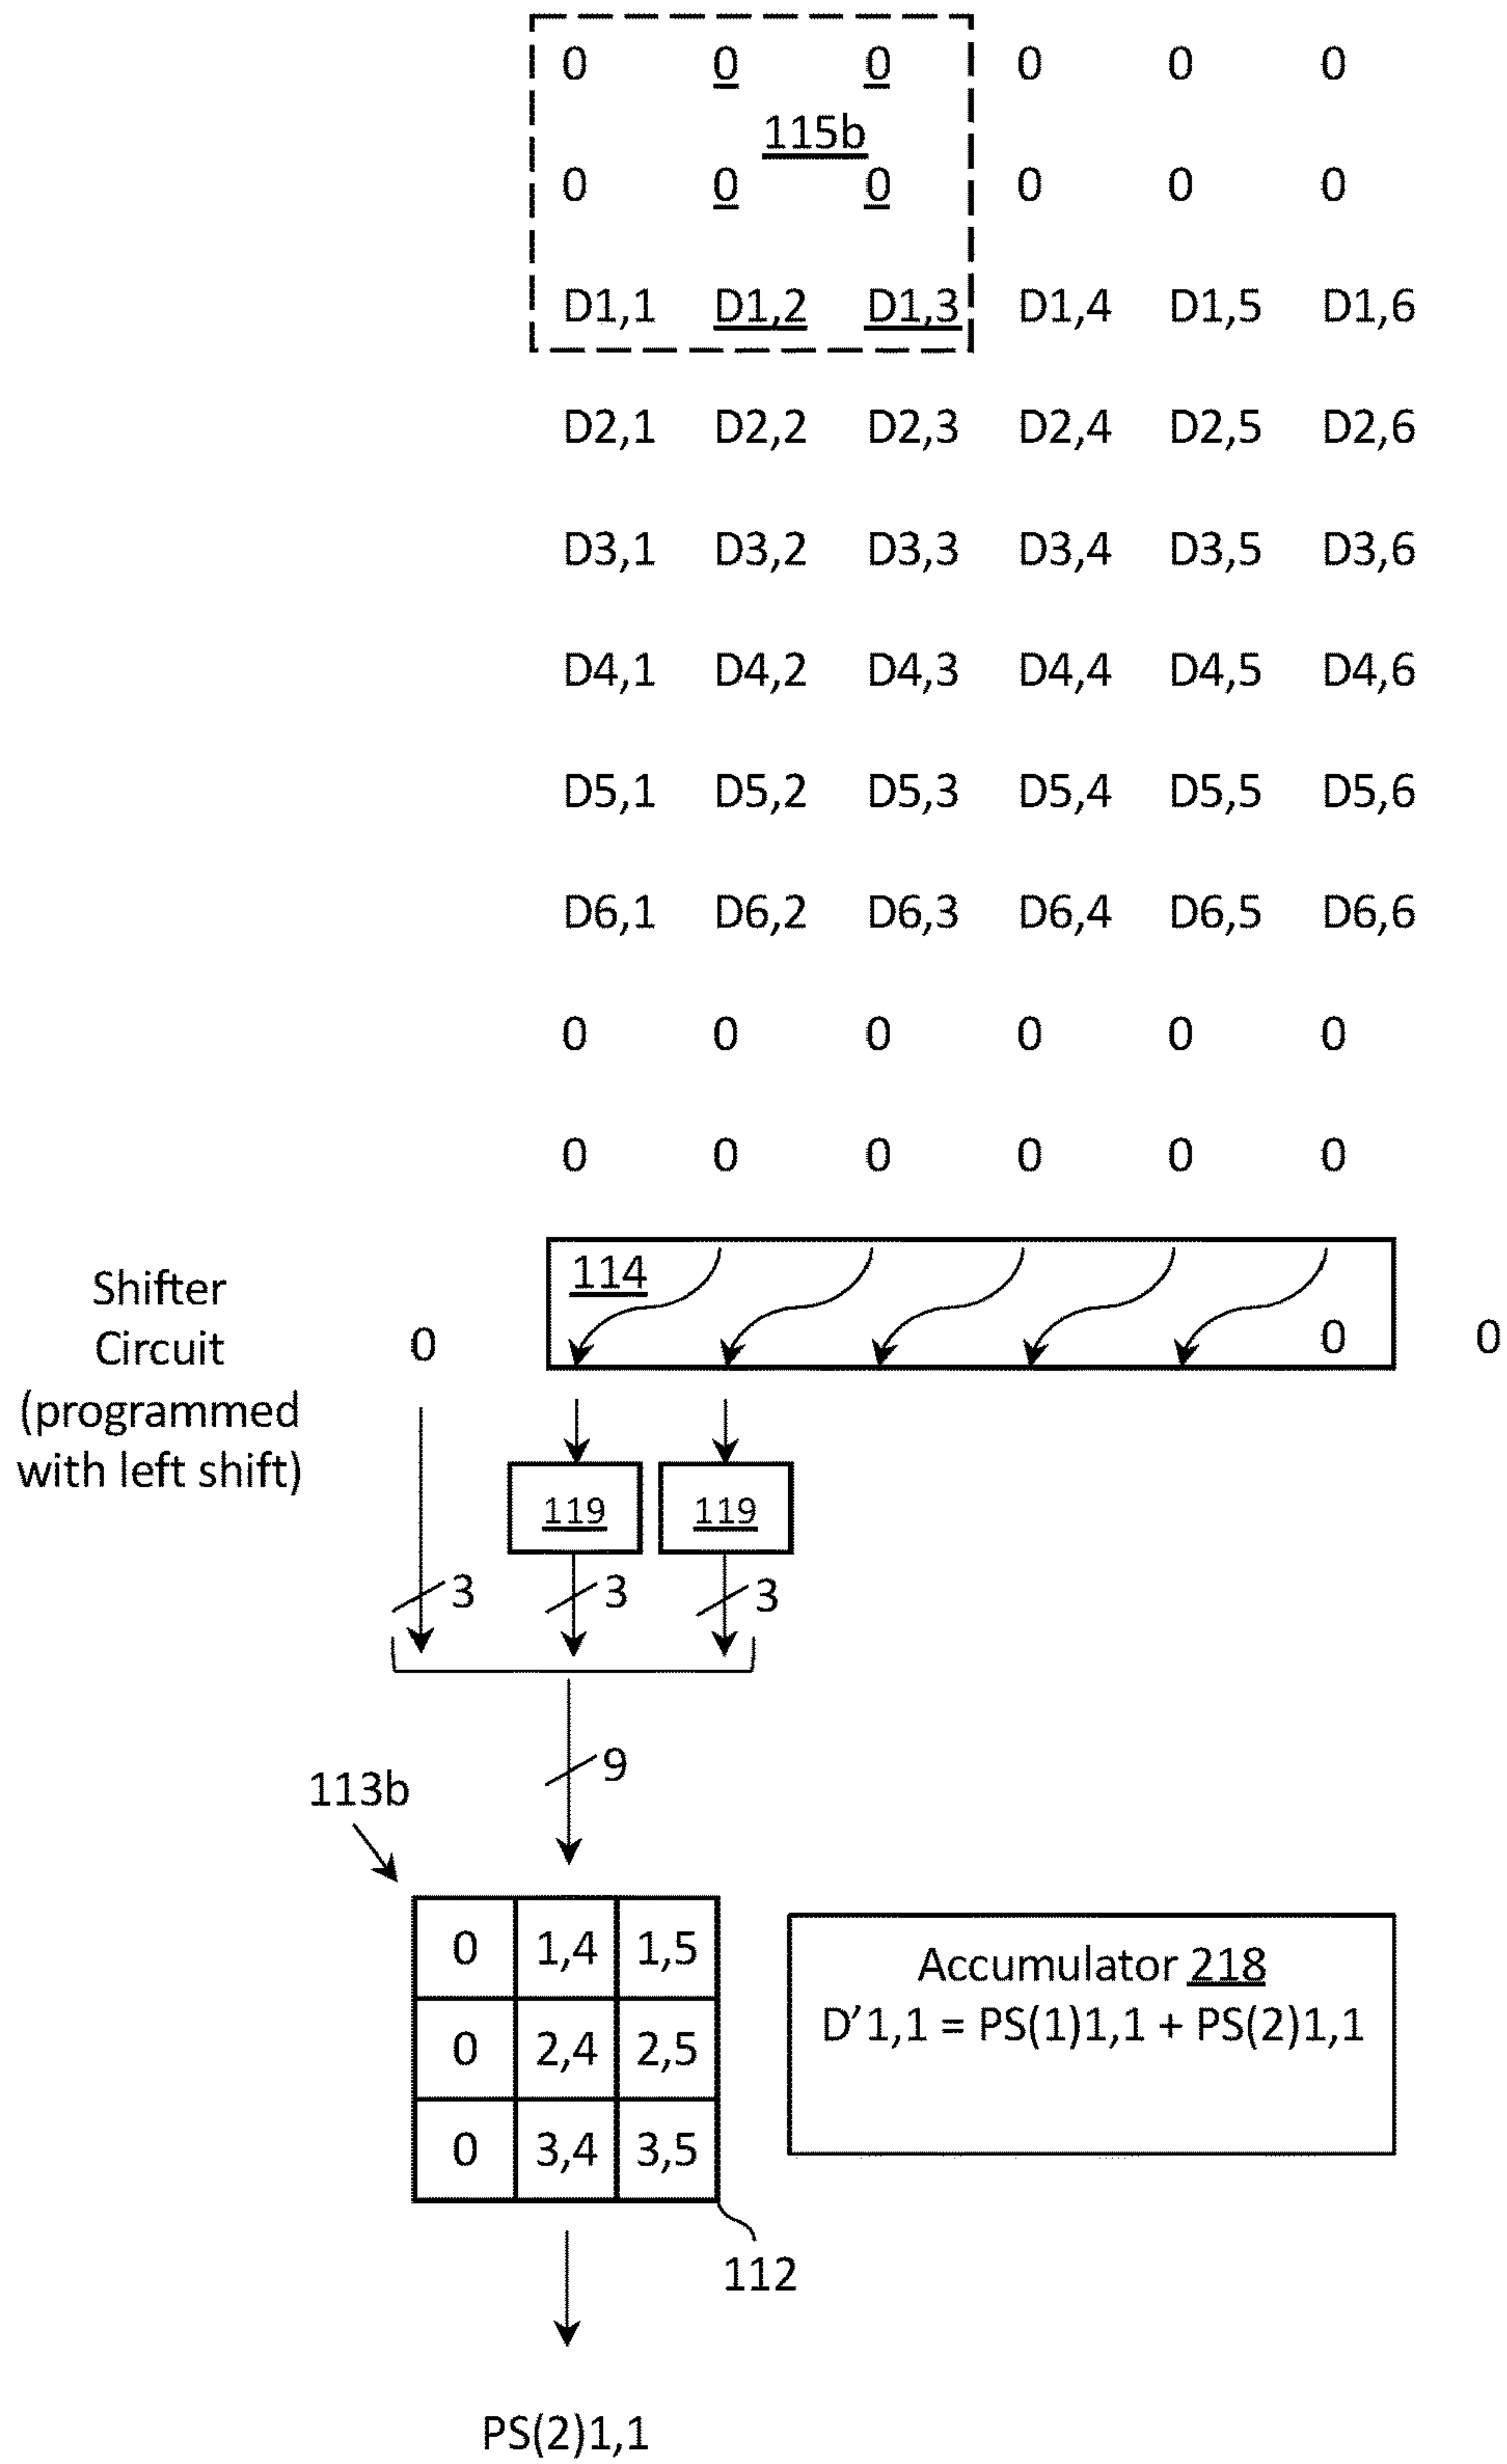 0 0 0 0 0 0
115b
0 0 0 0 0 0
D1,1 D1,2 D1,3 D1,4 D1,5 D1,6
D2,1 D2,2 D2,3 D2,4 D2,5 D2,6
D3,1 D3,2 D3,3 D3,4 D3,5 D3,6
D4,1 D4,2 D4,3 D4,4 D4,5 D4,6
D5,1 D5,2 D5,3 D5,4 D5,5 D5,6
D6,1 D6,2 D6,3 D6,4 D6,5 D6,6
0 0 0 0 0 0
0 0 0 0 0 0
Shifter
Circuit
(programmed
with left shift)
0 114 0 0
119 119
3 3 3
9
113b
0 1,4 1,5
0 2,4 2,5
0 3,4 3,5
Accumulator 218
D’1,1 = PS(1)1,1 + PS(2)1,1
112
PS(2)1,1